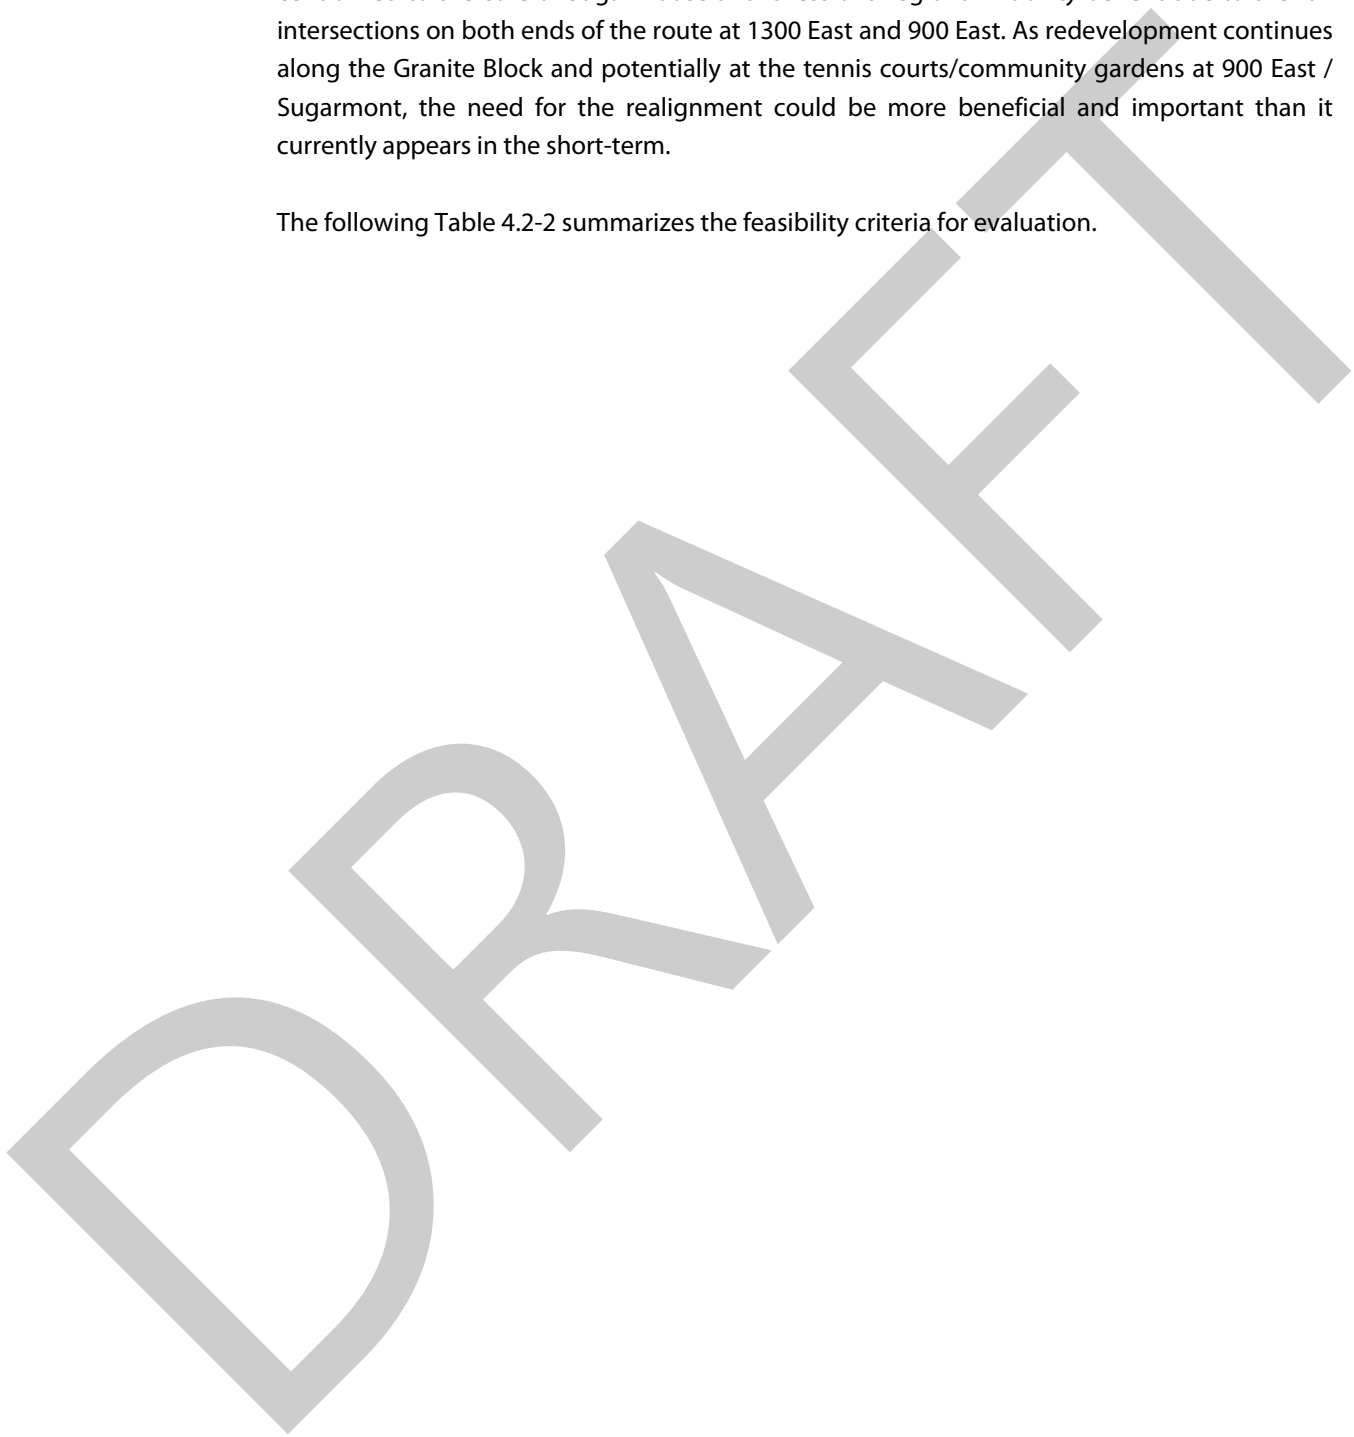 intersections on both ends of the route at 1300 East and 900 East. As redevelopment continues
along the Granite Block and potentially at the tennis courts/community gardens at 900 East /
Sugarmont, the need for the realignment could be more beneficial and important than it
currently appears in the short-term.
The following Table 4.2-2 summarizes the feasibility criteria for evaluation.
DRAFT